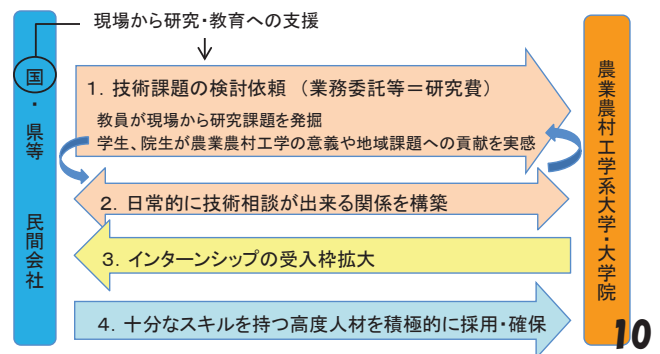 現場から研究・教育への支援
国・県等 民間会社
1．技術課題の検討依頼 （業務委託等＝研究費）
教員が現場から研究課題を発掘
学生、院生が農業農村工学の意義や地域課題への貢献を実感
2．日常的に技術相談が出来る関係を構築
3．インターンシップの受入枠拡大
4．十分なスキルを持つ高度人材を積極的に採用・確保
農業農村工学系大学・大学院
10